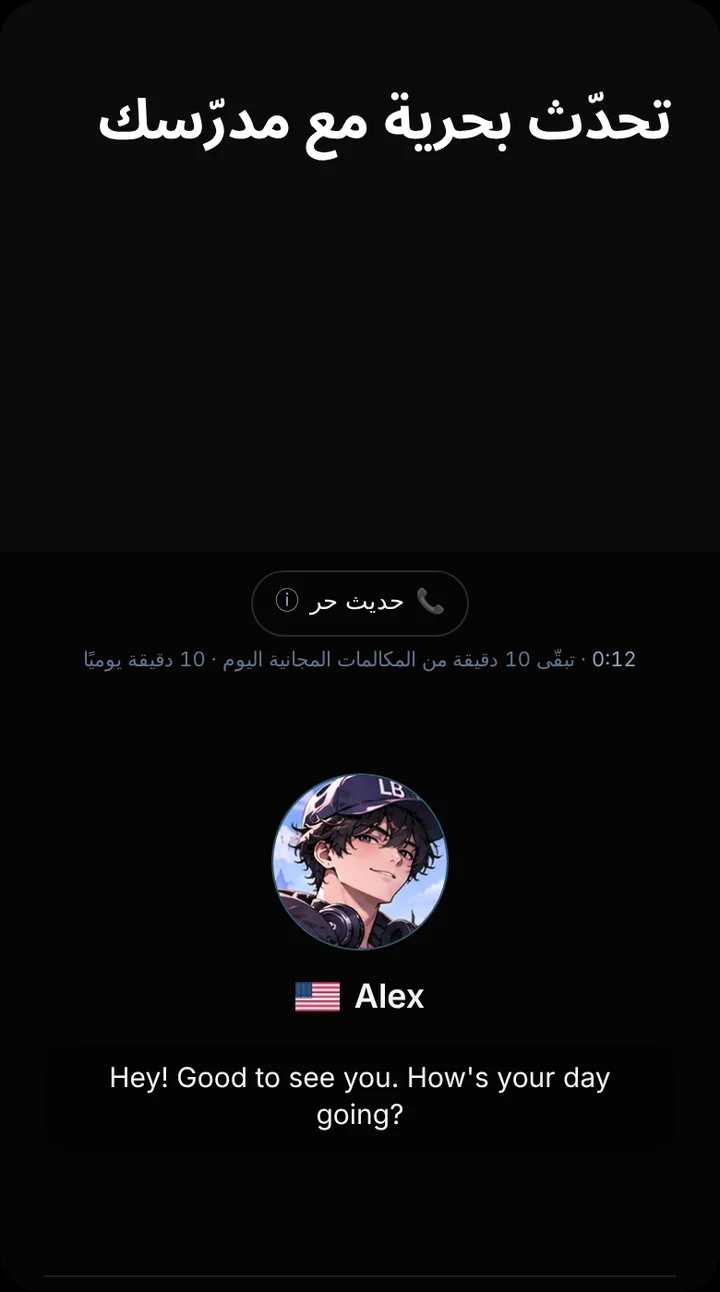 تحدّث بحرية مع مدرّسك
📞 حديث حر ⓘ
0:12 · تبقّى 10 دقيقة من المكالمات المجانية اليوم · 10 دقيقة يوميًا
LB
🇺🇸 Alex
Hey! Good to see you. How's your day
going?